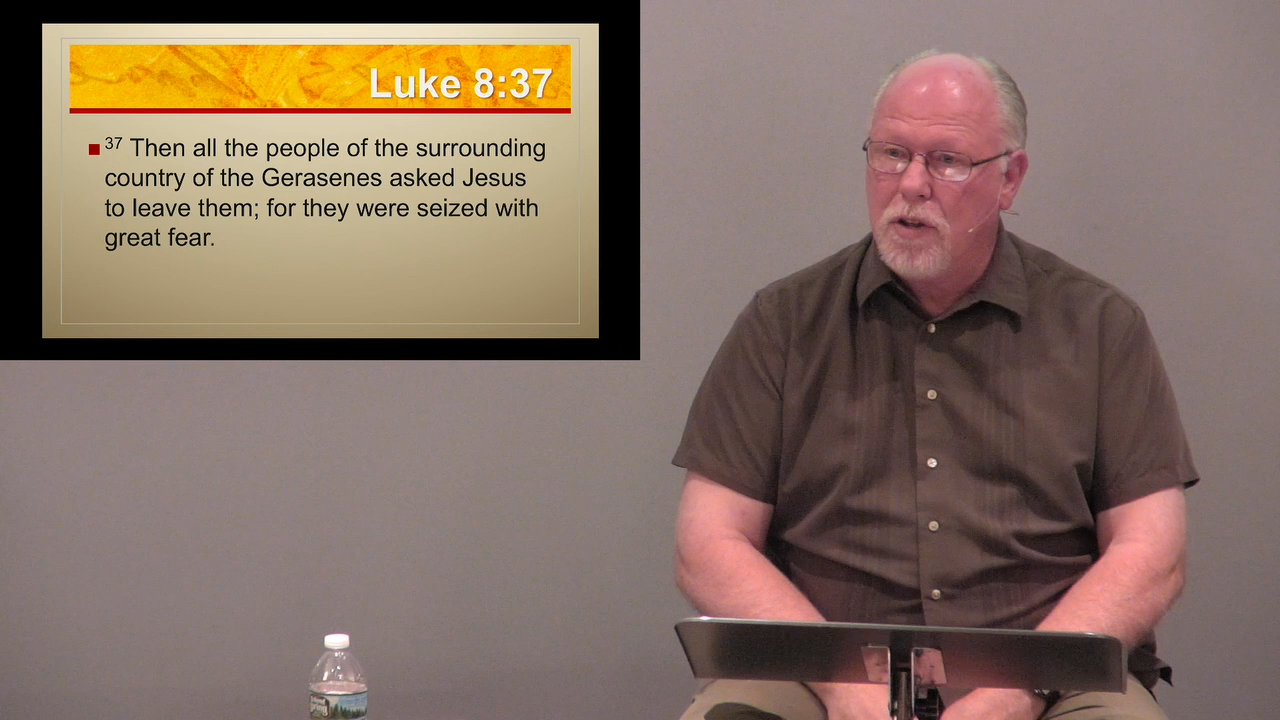 Luke 8:37
37 Then all the people of the surrounding
country of the Gerasenes asked Jesus
to leave them; for they were seized with
great fear.